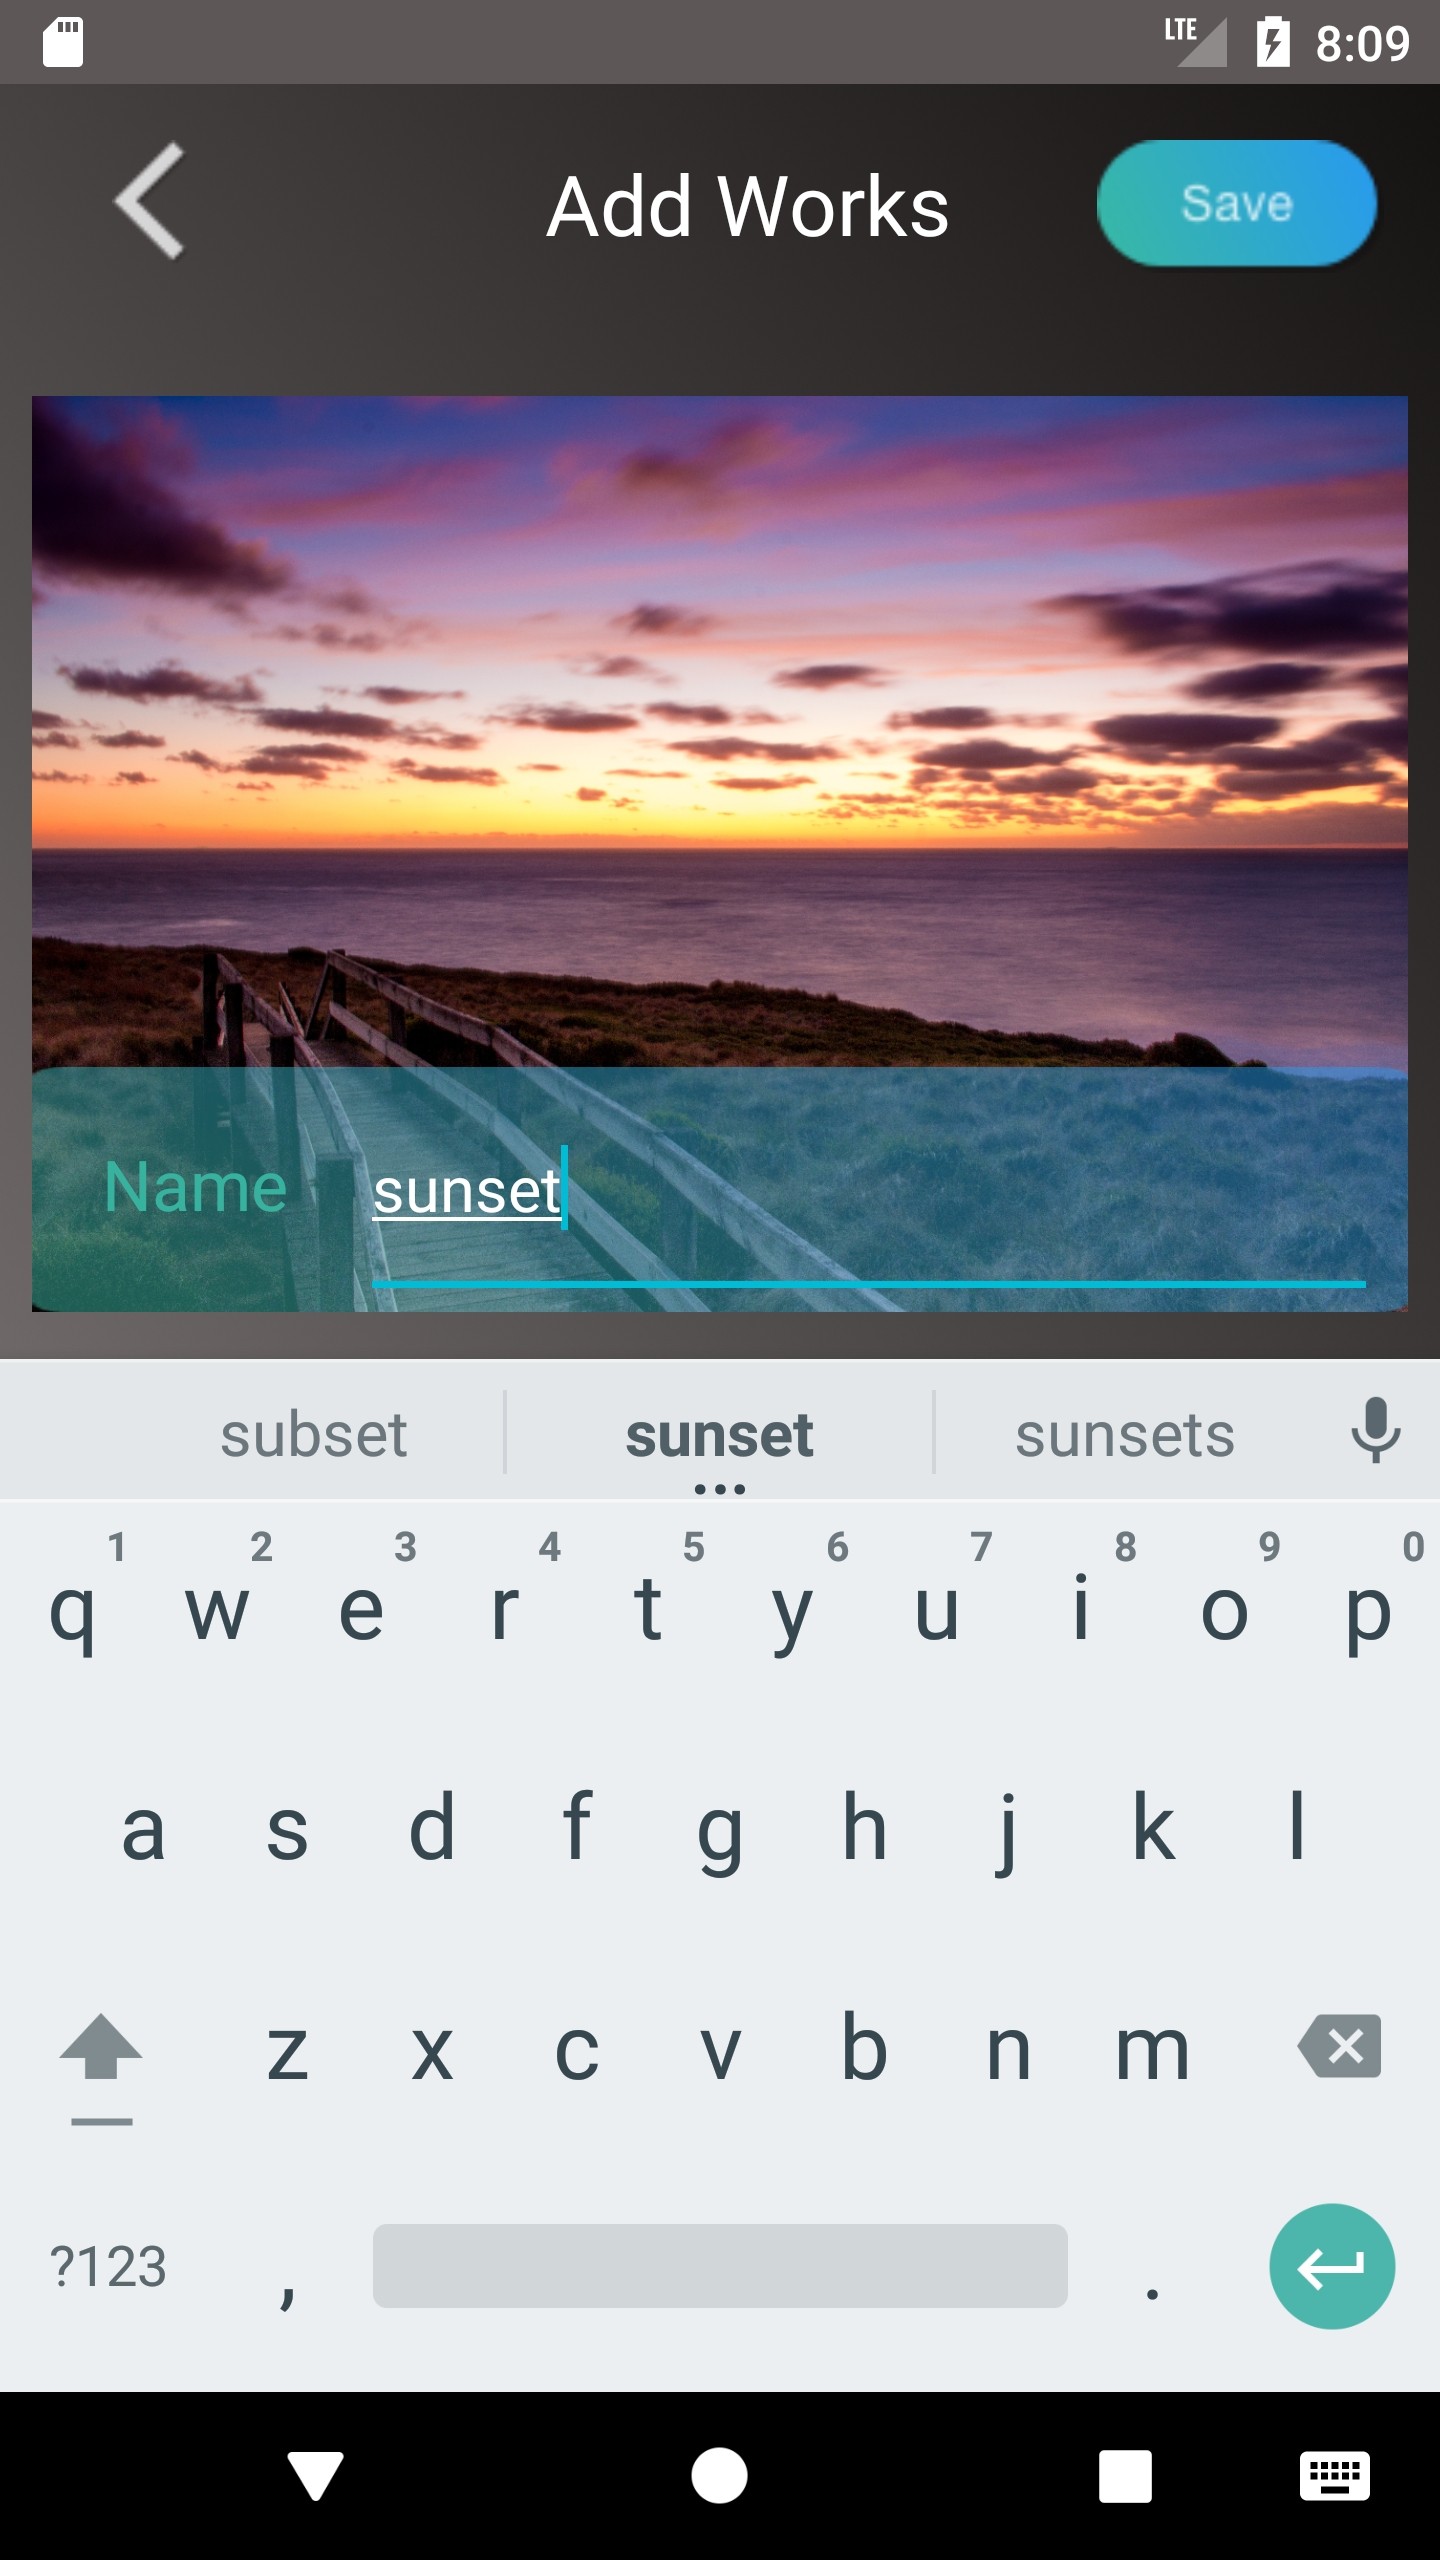 LTE 8:09
Add Works Save
Name sunset
subset sunset sunsets
1 2 3 4 5 6 7 8 9 0
q w e r t y u i o p
a s d f g h j k l
z x c v b n m
?123 , .